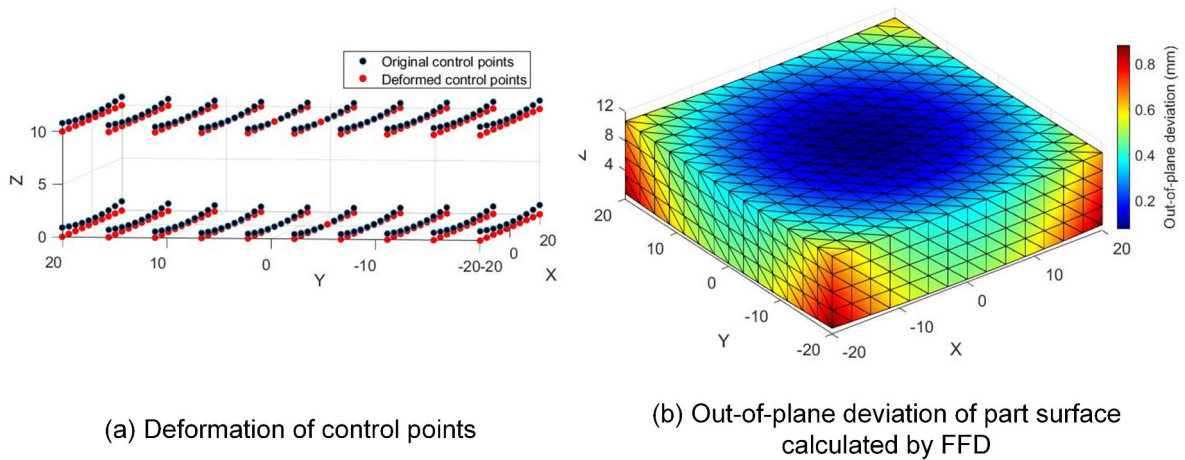 Original control points
Deformed control points
10
5
0
Z
20
10
0
-10
-20
-20
0
20
Y
X
12
8
4
Z
20
10
0
-10
-20
Y
-20
-10
0
10
20
X
0.8
0.6
0.4
0.2
Out-of-plane deviation (mm)
(a) Deformation of control points
(b) Out-of-plane deviation of part surface
calculated by FFD